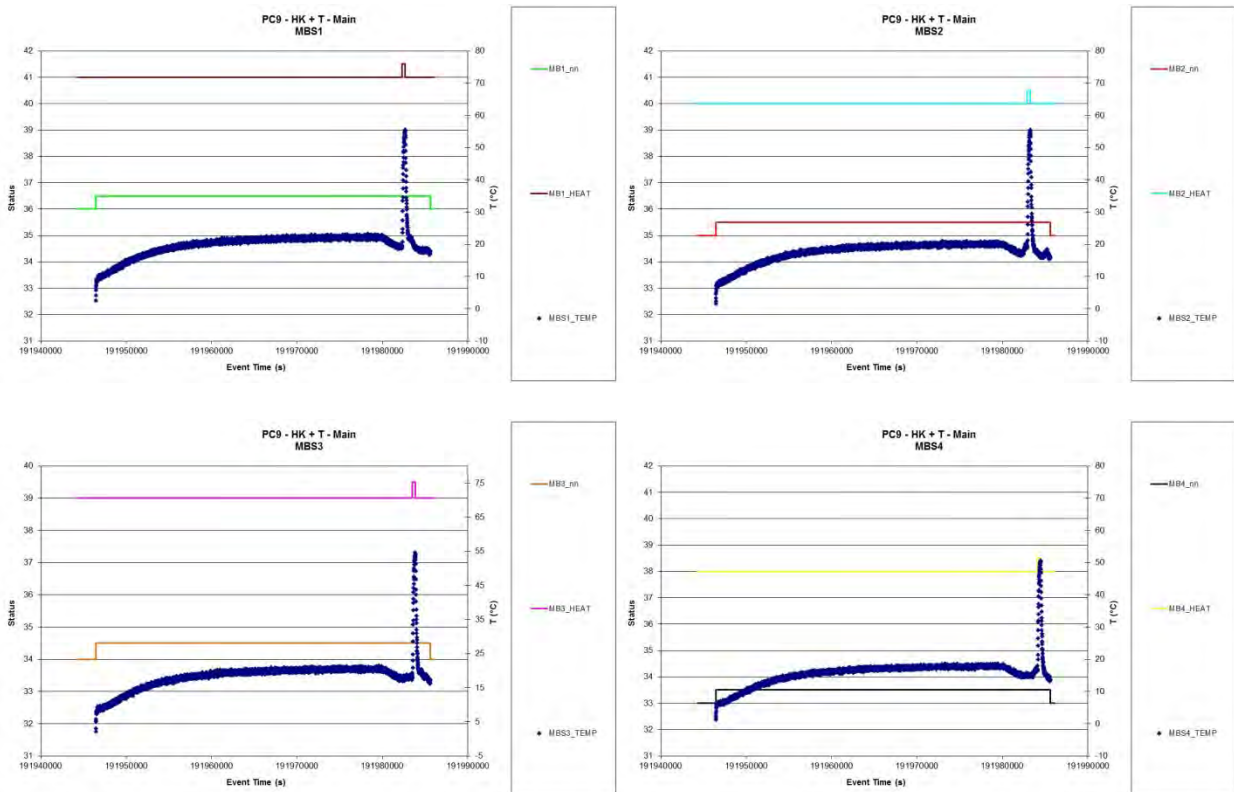 PC9 - HK + T - Main
MBS1
Status
42
41
40
39
38
37
36
35
34
33
32
31
80
70
60
50
40
30
20
10
0
-10
T (°C)
191940000 191950000 191960000 191970000 191980000 191990000
Event Time (s)
MB1_nn
MB1_HEAT
MBS1_TEMP
PC9 - HK + T - Main
MBS2
Status
42
41
40
39
38
37
36
35
34
33
32
31
80
70
60
50
40
30
20
10
0
-10
T (°C)
191940000 191950000 191960000 191970000 191980000 191990000
Event Time (s)
MB2_nn
MB2_HEAT
MBS2_TEMP
PC9 - HK + T - Main
MBS3
Status
40
39
38
37
36
35
34
33
32
31
75
65
55
45
35
25
15
5
-5
T (°C)
191940000 191950000 191960000 191970000 191980000 191990000
Event Time (s)
MB3_nn
MB3_HEAT
MBS3_TEMP
PC9 - HK + T - Main
MBS4
Status
42
41
40
39
38
37
36
35
34
33
32
31
80
70
60
50
40
30
20
10
0
-10
T (°C)
191940000 191950000 191960000 191970000 191980000 191990000
Event Time (s)
MB4_nn
MB4_HEAT
MBS4_TEMP